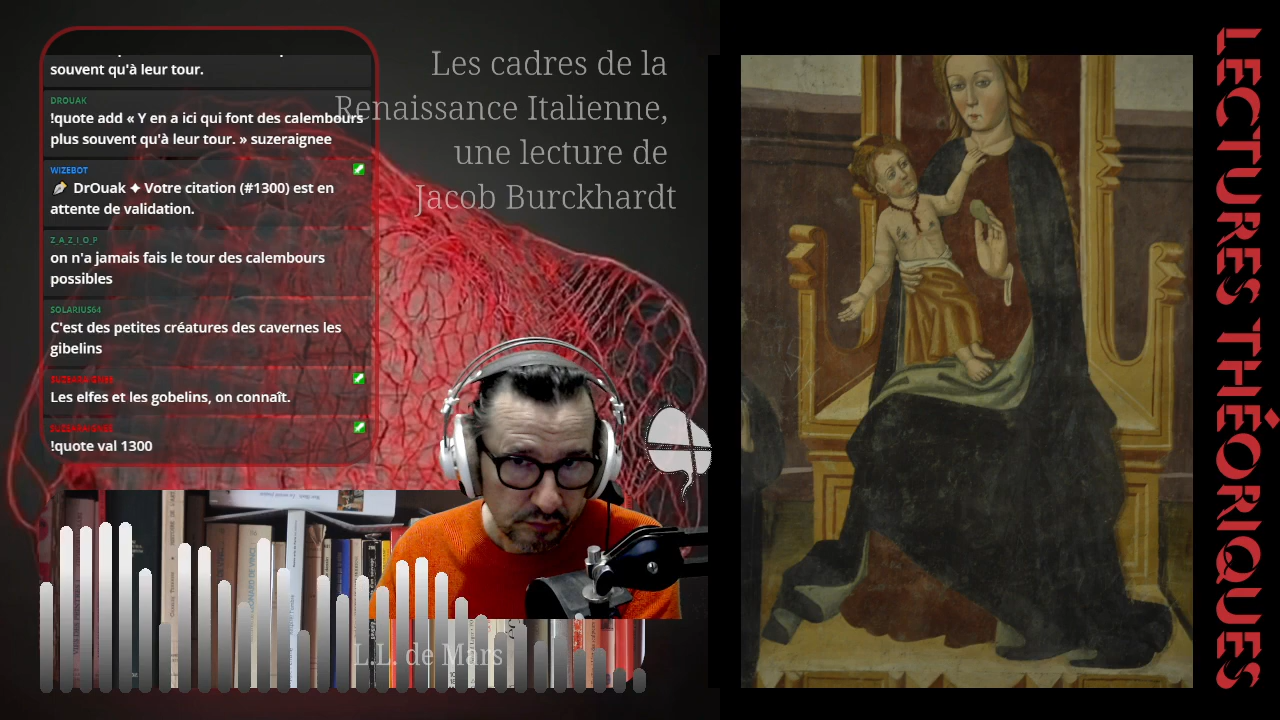 souvent qu'à leur tour.
DROUAK
!quote add « Y en a ici qui font des calembours
plus souvent qu'à leur tour. » suzeraignee
WIZEBOT
DrOuak ✦ Votre citation (#1300) est en
attente de validation.
Z_A_Z_I_O_P
on n'a jamais fais le tour des calembours
possibles
SOLARIUS64
C'est des petites créatures des cavernes les
gibelins
SUZERAIGNEE
Les elfes et les gobelins, on connaît.
SUZERAIGNEE
!quote val 1300
Les cadres de la
Renaissance Italienne,
une lecture de
Jacob Burckhardt
L.L. de Mars
LECTURES THÉORIQUES